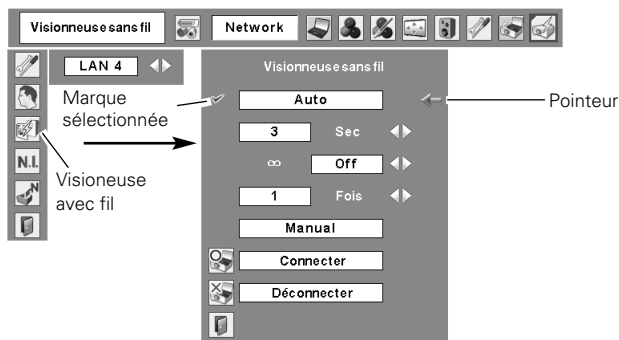 Visionneuse sans fil
Network
LAN 4
Visionneuse sans fil
Marque
sélectionnée
Auto
Pointeur
3 Sec
∞ Off
N.I.
Visioneuse
avec fil
1 Fois
Manual
Connecter
Déconnecter